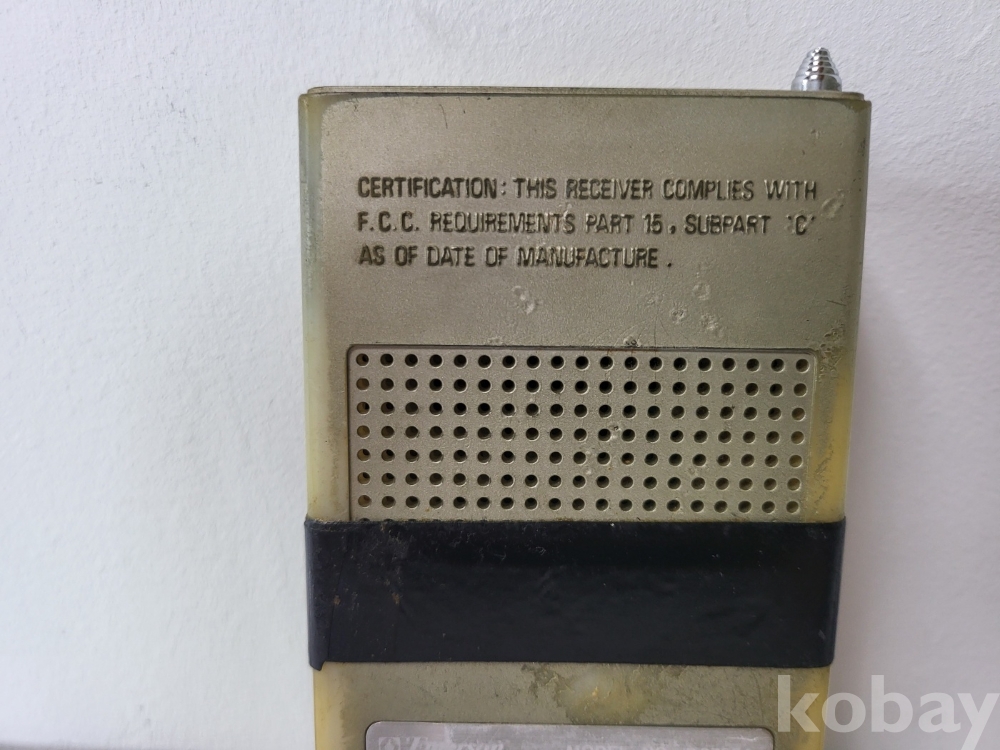 CERTIFICATION: THIS RECEIVER COMPLIES WITH
F.C.C. REQUIREMENTS PART 15, SUBPART 'C'
AS OF DATE OF MANUFACTURE.
kobay